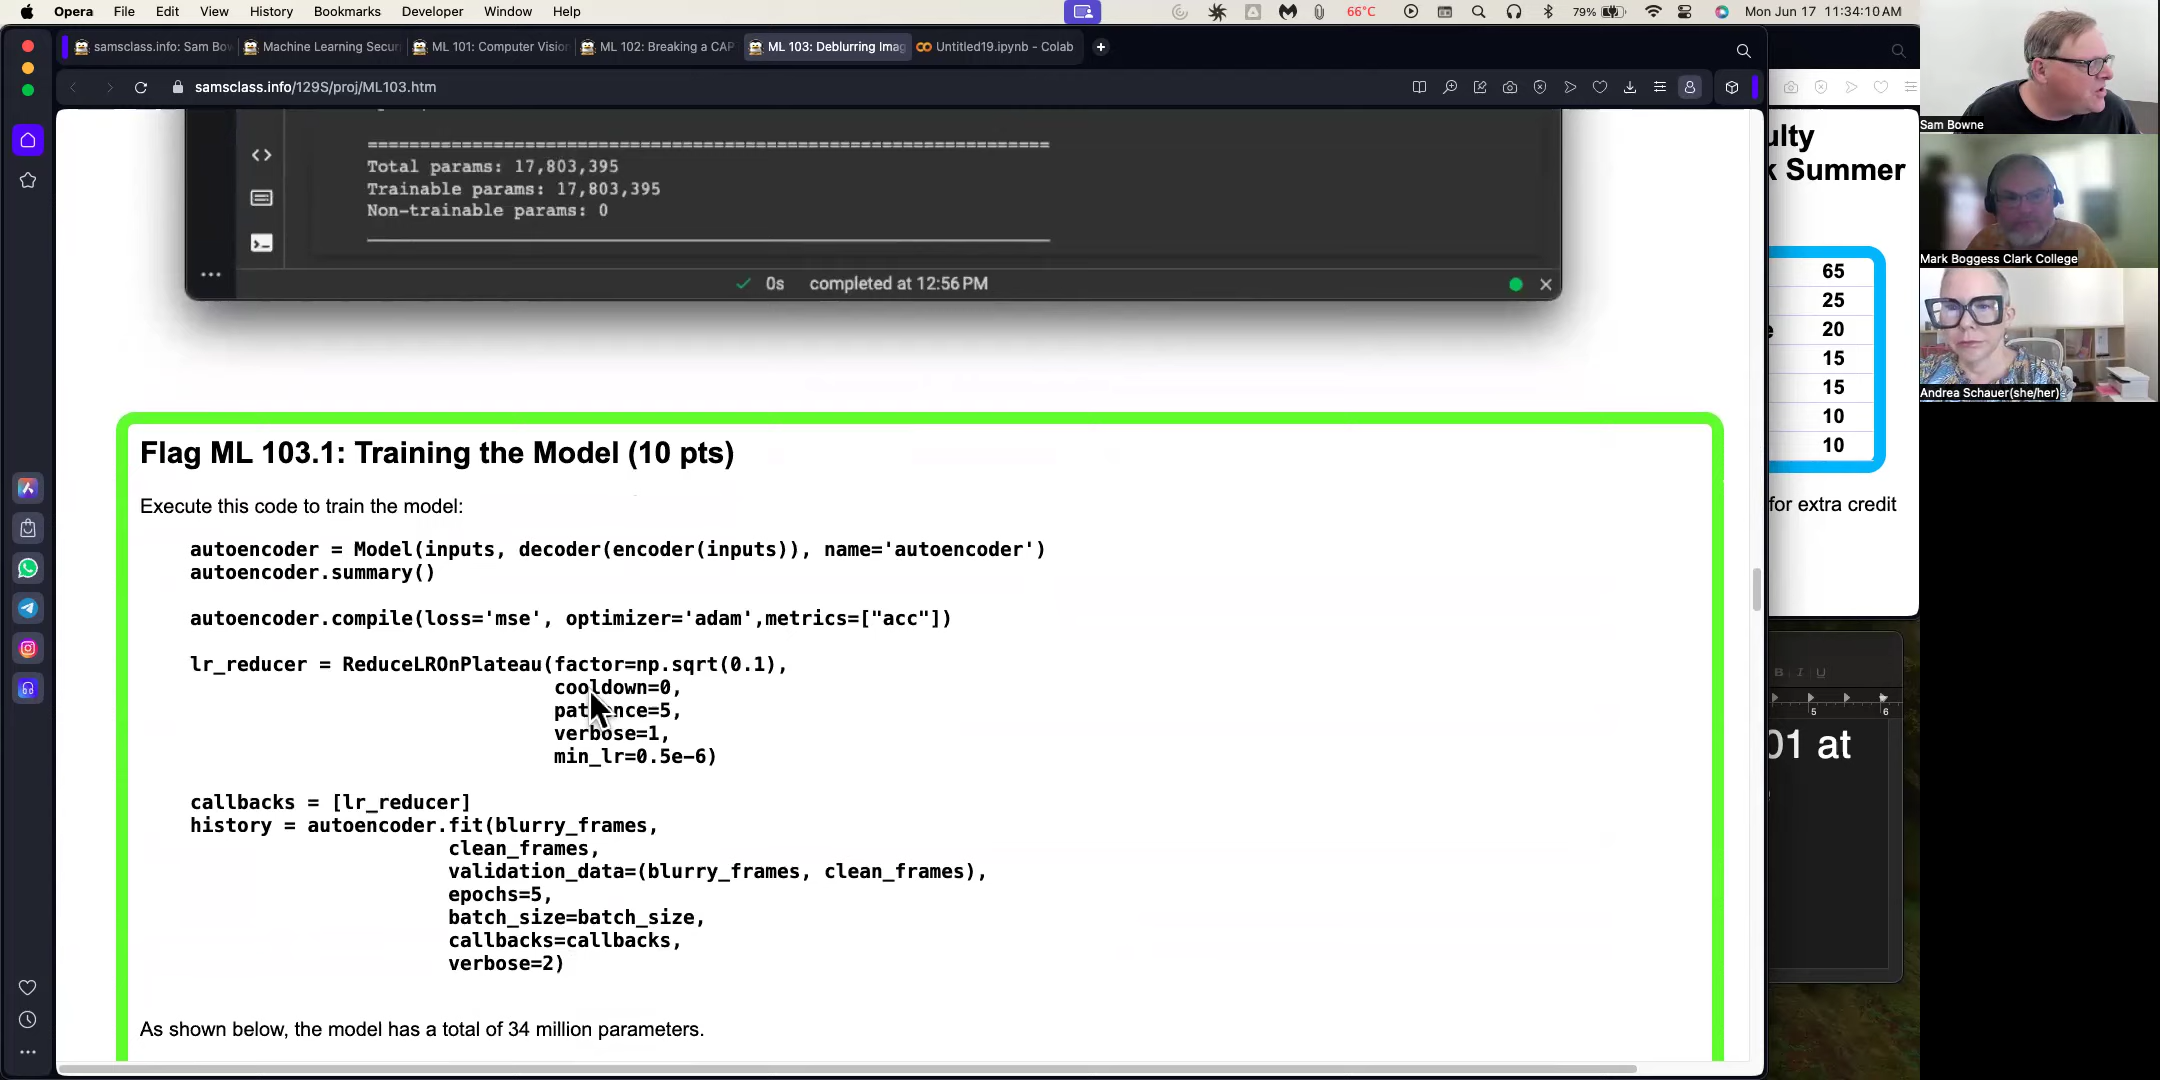 Opera File Edit View History Bookmarks Developer Window Help
66°C 79% Mon Jun 17 11:34:10 AM
samsclass.info: Sam Bow
Machine Learning Secur
ML 101: Computer Vision
ML 102: Breaking a CAP
ML 103: Deblurring Imag
Untitled19.ipynb - Colab
samsclass.info/129S/proj/ML103.htm
=================================================================
Total params: 17,803,395
Trainable params: 17,803,395
Non-trainable params: 0
0s completed at 12:56 PM
Flag ML 103.1: Training the Model (10 pts)
Execute this code to train the model:
autoencoder = Model(inputs, decoder(encoder(inputs)), name='autoencoder')
autoencoder.summary()
autoencoder.compile(loss='mse', optimizer='adam',metrics=["acc"])
lr_reducer = ReduceLROnPlateau(factor=np.sqrt(0.1),
cooldown=0,
patience=5,
verbose=1,
min_lr=0.5e-6)
callbacks = [lr_reducer]
history = autoencoder.fit(blurry_frames,
clean_frames,
validation_data=(blurry_frames, clean_frames),
epochs=5,
batch_size=batch_size,
callbacks=callbacks,
verbose=2)
As shown below, the model has a total of 34 million parameters.
ulty
k Summer
65
25
e 20
15
15
10
10
for extra credit
B I U
5 6
01 at
Sam Bowne
Mark Boggess Clark College
Andrea Schauer(she/her)